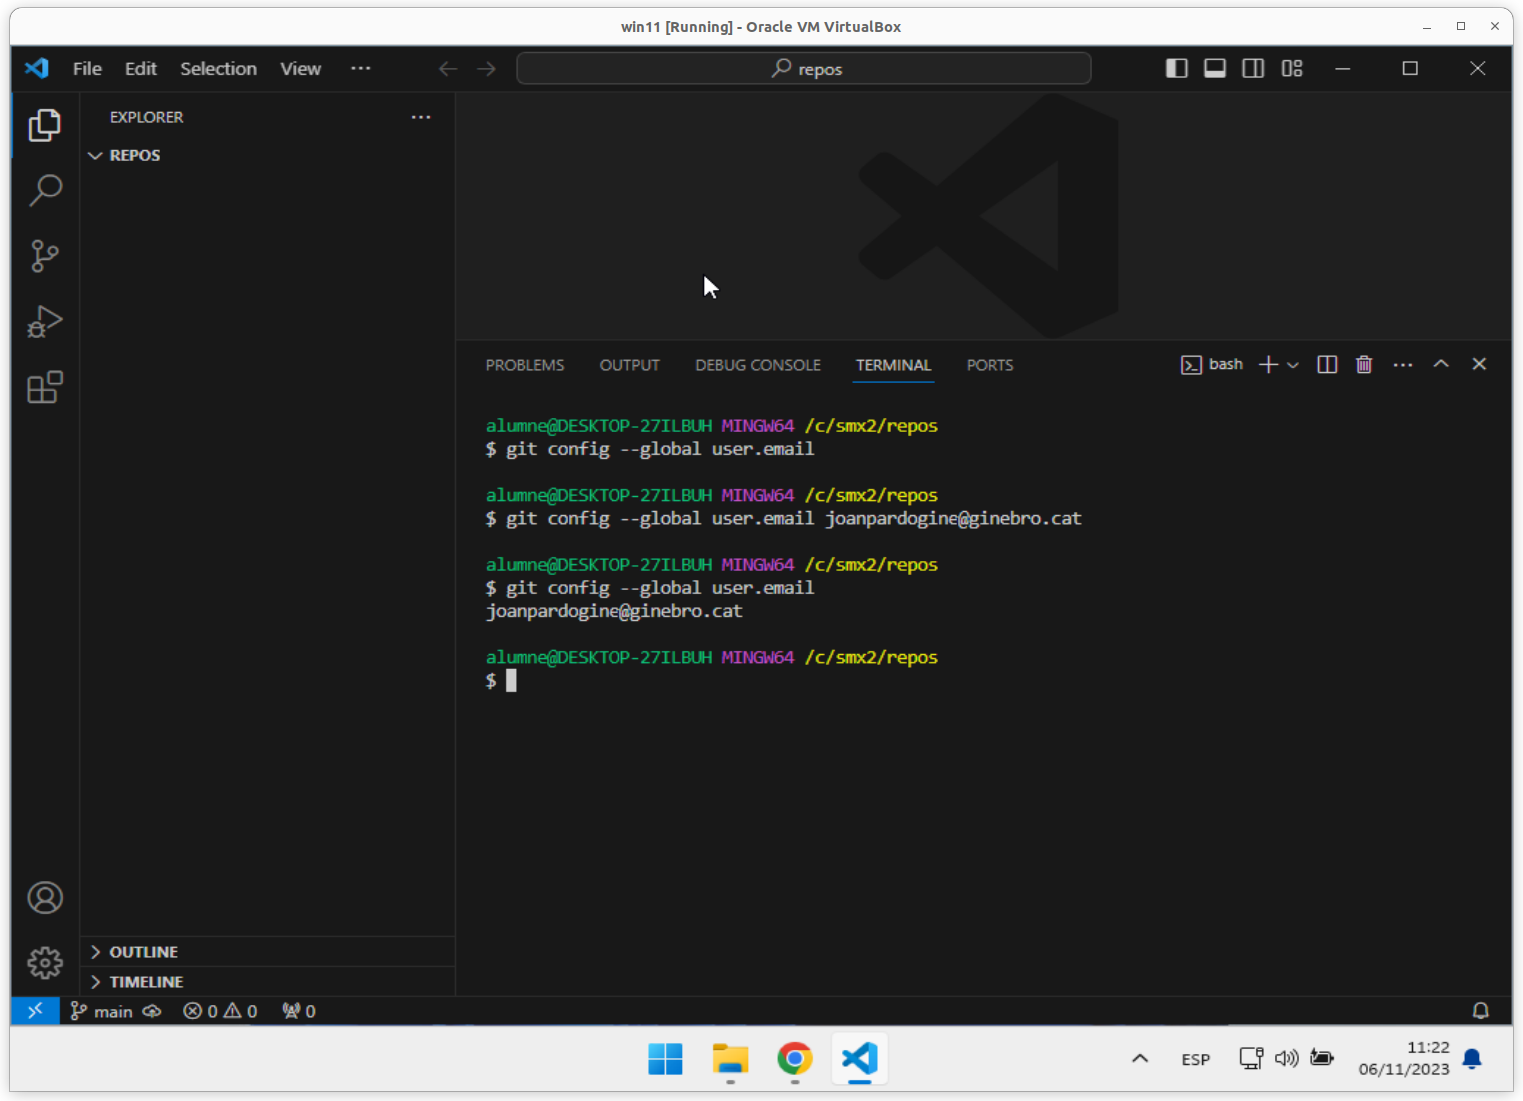 win11 [Running] - Oracle VM VirtualBox
File Edit Selection View ··· repos
EXPLORER ···
REPOS
PROBLEMS OUTPUT DEBUG CONSOLE TERMINAL PORTS bash ···
alumne@DESKTOP-27ILBUH MINGW64 /c/smx2/repos
$ git config --global user.email
alumne@DESKTOP-27ILBUH MINGW64 /c/smx2/repos
$ git config --global user.email joanpardogine@ginebro.cat
alumne@DESKTOP-27ILBUH MINGW64 /c/smx2/repos
$ git config --global user.email
joanpardogine@ginebro.cat
alumne@DESKTOP-27ILBUH MINGW64 /c/smx2/repos
$
OUTLINE
TIMELINE
main 0 0 0
ESP 11:22
06/11/2023